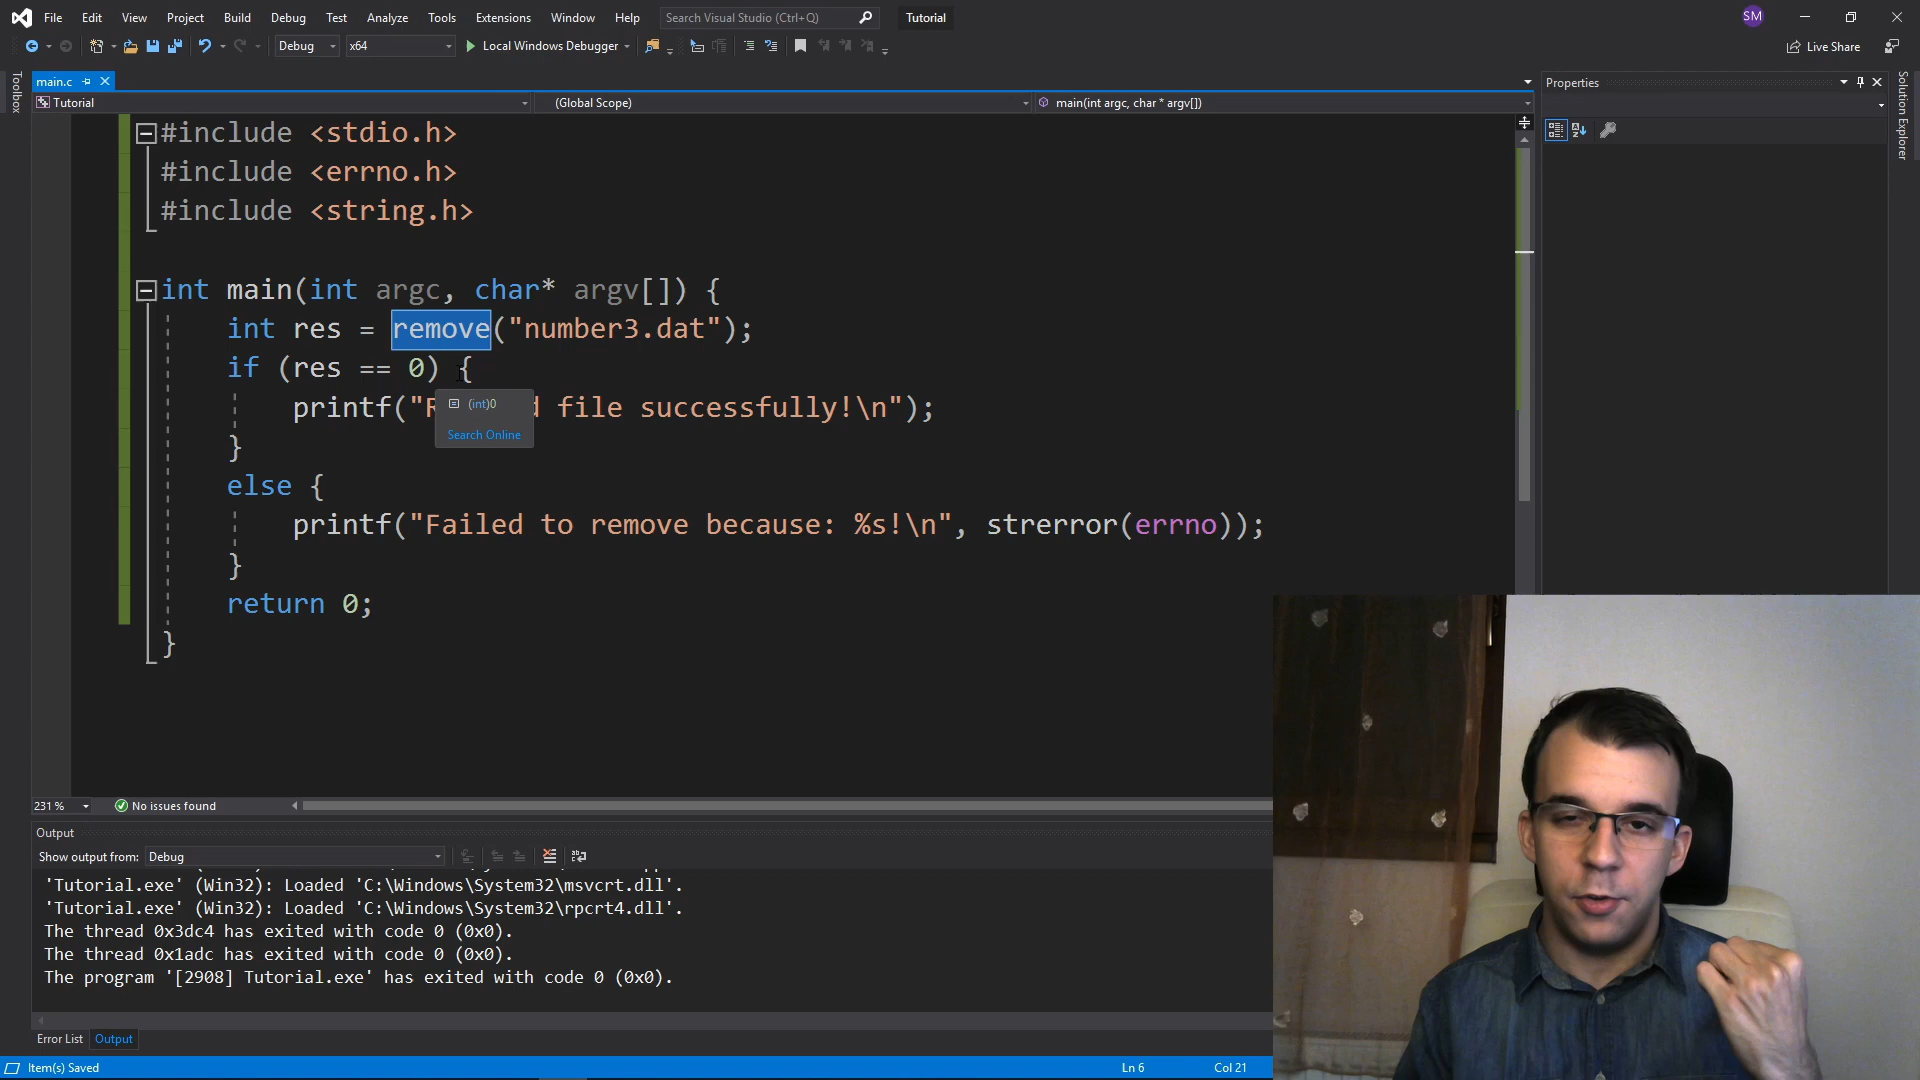 File Edit View Project Build Debug Test Analyze Tools Extensions Window Help Search Visual Studio (Ctrl+Q) Tutorial SM
Debug x64 Local Windows Debugger Live Share
Toolbox
main.c
Tutorial (Global Scope) main(int argc, char * argv[])
#include <stdio.h>
#include <errno.h>
#include <string.h>
int main(int argc, char* argv[]) {
int res = remove("number3.dat");
if (res == 0) {
printf("R d file successfully!\n");
(int)0
Search Online
}
else {
printf("Failed to remove because: %s!\n", strerror(errno));
}
return 0;
}
Properties
Solution Explorer
231 % No issues found
Output
Show output from: Debug
'Tutorial.exe' (Win32): Loaded 'C:\Windows\System32\msvcrt.dll'.
'Tutorial.exe' (Win32): Loaded 'C:\Windows\System32\rpcrt4.dll'.
The thread 0x3dc4 has exited with code 0 (0x0).
The thread 0x1adc has exited with code 0 (0x0).
The program '[2908] Tutorial.exe' has exited with code 0 (0x0).
Error List Output
Item(s) Saved Ln 6 Col 21